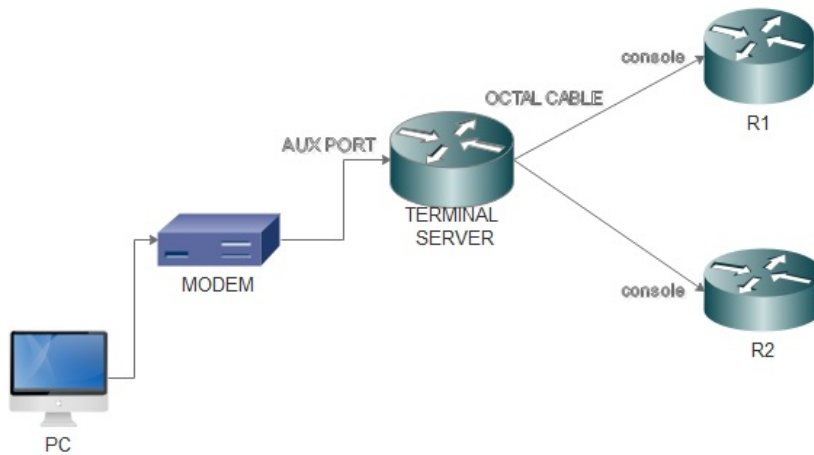 console
R1
OCTAL CABLE
AUX PORT
TERMINAL
SERVER
MODEM
console
R2
PC